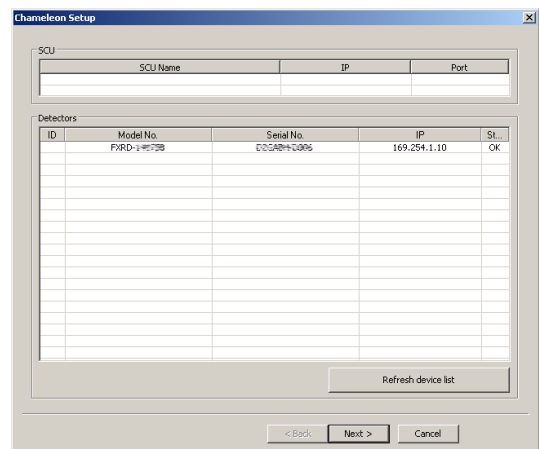 Chameleon Setup
SCU
SCU Name IP Port
Detectors
ID Model No. Serial No. IP St...
FXRD- 169.254.1.10 OK
Refresh device list
< Back Next > Cancel